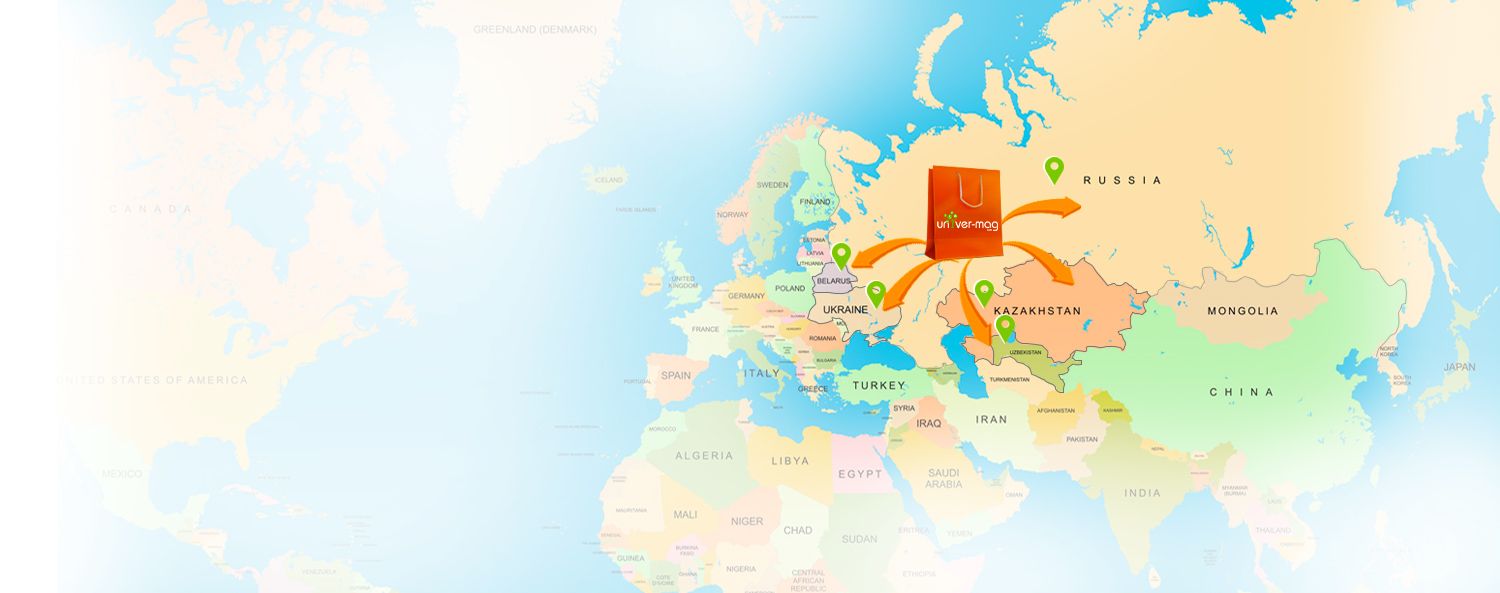 GREENLAND (DENMARK)
ICELAND
FAROE ISLANDS
CANADA
SWEDEN
NORWAY
FINLAND
RUSSIA
univer-mag
ESTONIA
LATVIA
LITHUANIA
BELARUS
UNITED
KINGDOM
IRELAND
POLAND
GERMANY
UKRAINE
KAZAKHSTAN
MONGOLIA
FRANCE
ROMANIA
UZBEKISTAN
BULGARIA
NORTH
KOREA
SOUTH
KOREA
JAPAN
UNITED STATES OF AMERICA
PORTUGAL
SPAIN
ITALY
GREECE
TURKEY
TURKMENISTAN
CHINA
SYRIA
IRAQ
IRAN
AFGHANISTAN
KASHMIR
PAKISTAN
MOROCCO
ALGERIA
LIBYA
EGYPT
SAUDI
ARABIA
NEPAL
MEXICO
OMAN
INDIA
MYANMAR
(BURMA)
LAOS
MAURITANIA
MALI
NIGER
CHAD
SUDAN
ERITREA
YEMEN
THAILAND
SENEGAL
GUINEA
BURKINA
FASO
COTE
D'IVOIRE
GHANA
NIGERIA
CENTRAL
AFRICAN
REPUBLIC
ETHIOPIA
VENEZUELA
GUYANA